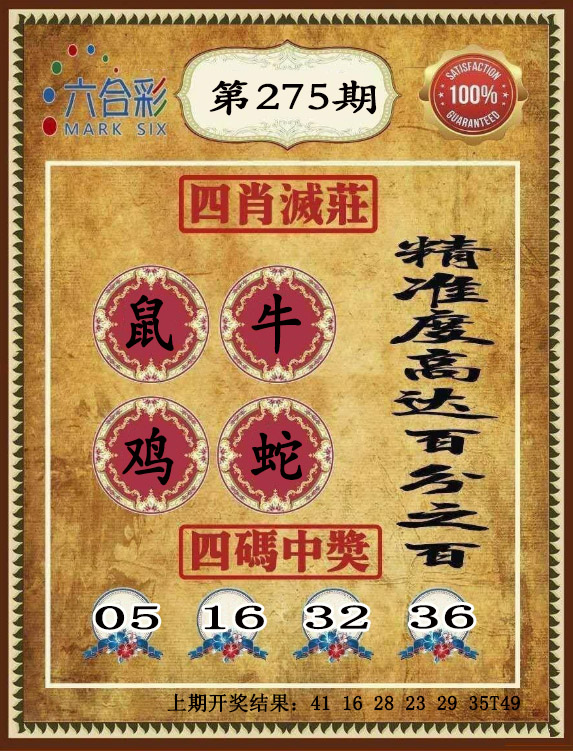 六合彩
MARK SIX
第275期
SATISFACTION
100%
GUARANTEED
四肖滅莊
鼠 牛
鸡 蛇
精准度高达百分之百
四碼中獎
05 16 32 36
上期开奖结果：41 16 28 23 29 35T49